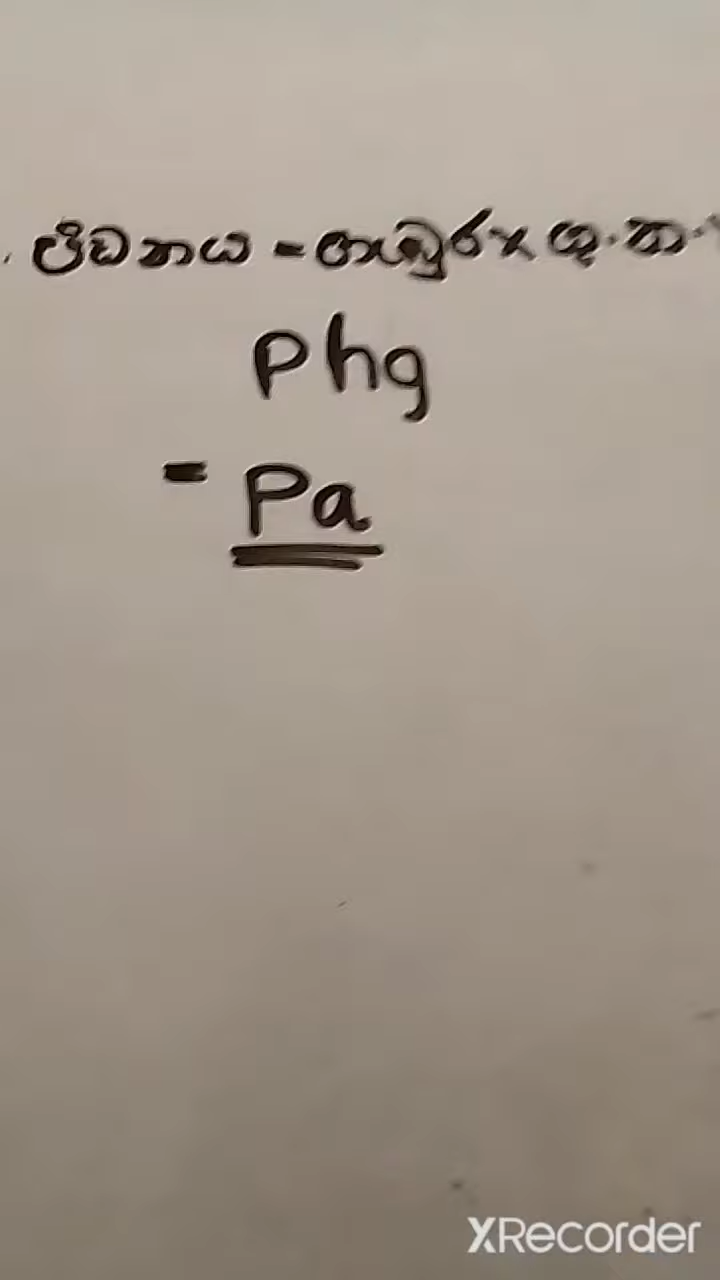 පීඩනය = ගැඹුර × ගු.ත.
Phg
= Pa
XRecorder